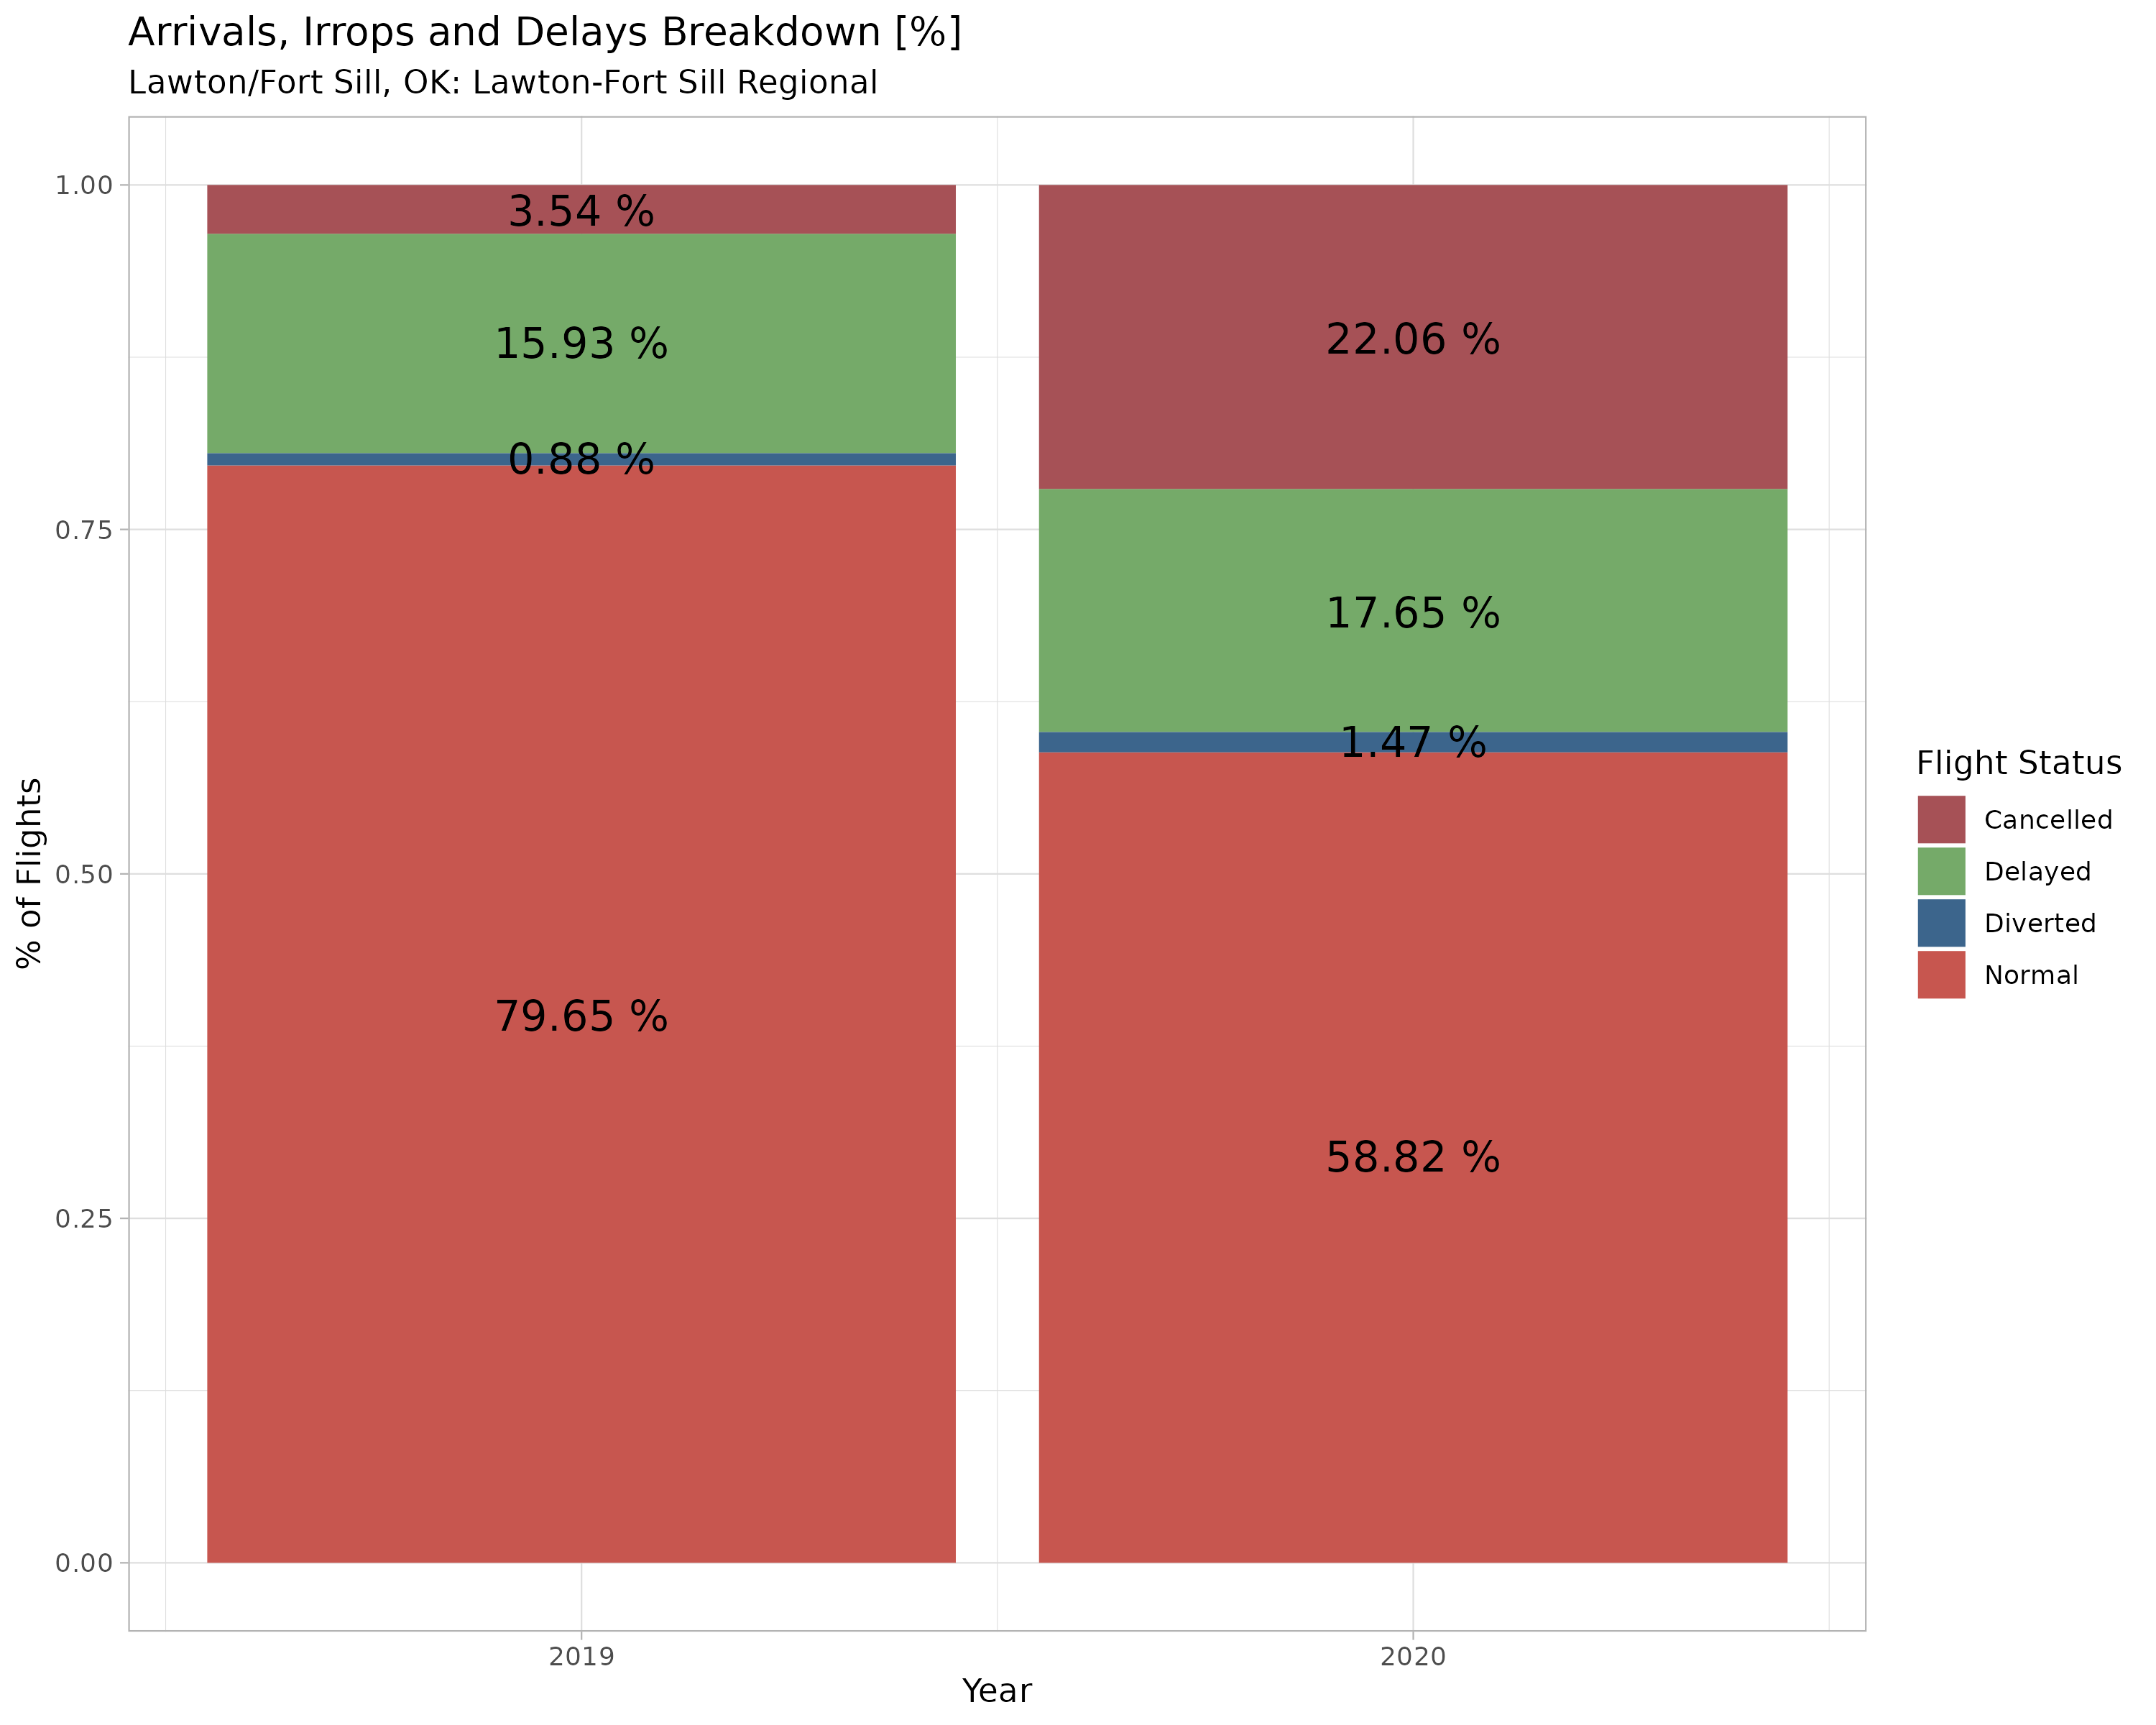 Arrivals, Irrops and Delays Breakdown [%]
Lawton/Fort Sill, OK: Lawton-Fort Sill Regional
% of Flights
1.00
0.75
0.50
0.25
0.00
3.54 %
15.93 %
0.88 %
79.65 %
22.06 %
17.65 %
1.47 %
58.82 %
2019
2020
Year
Flight Status
Cancelled
Delayed
Diverted
Normal